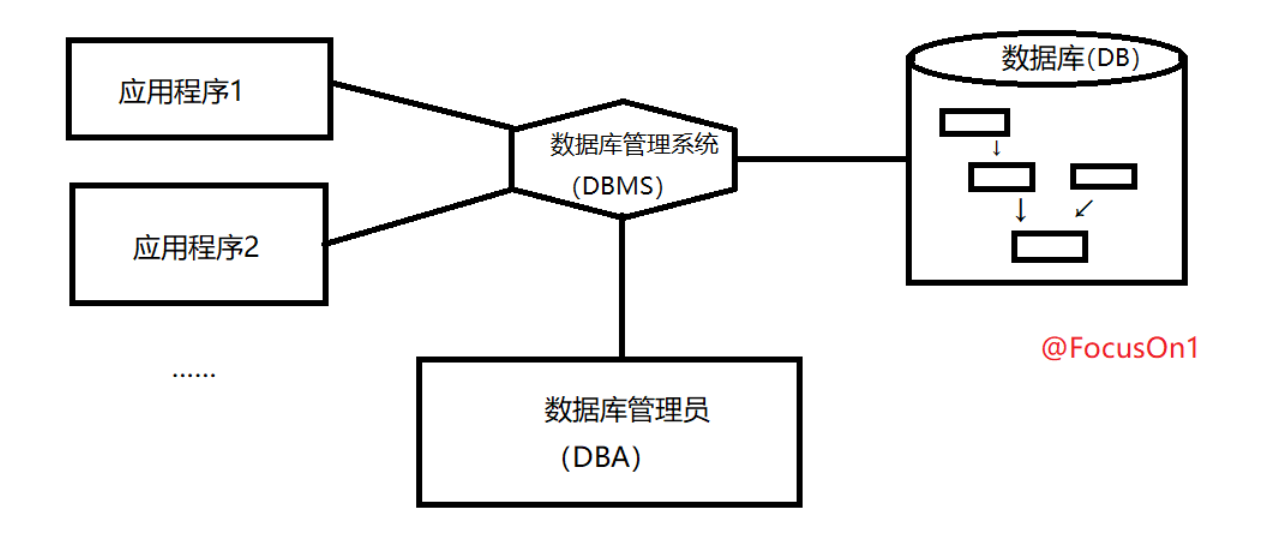 应用程序1
应用程序2
......
数据库管理系统
（DBMS）
数据库管理员
（DBA）
数据库(DB)
↓
↓ ↙
@FocusOn1